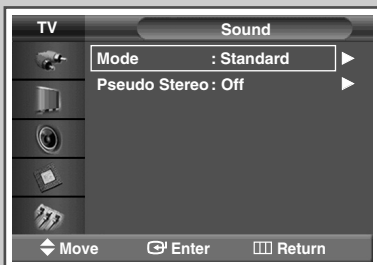 TV Sound
Mode : Standard
Pseudo Stereo : Off
Move Enter Return